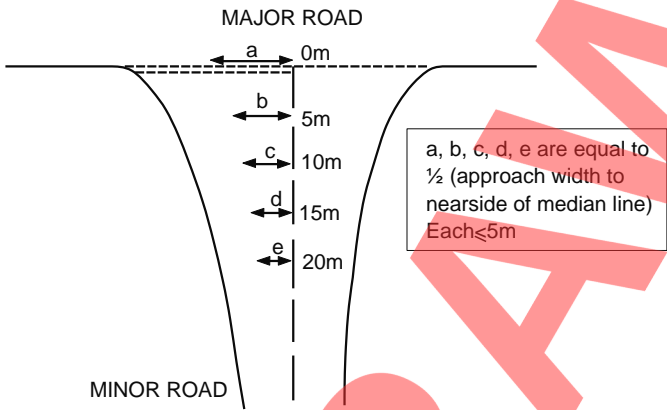 MAJOR ROAD
a
0m
b
5m
c
10m
d
15m
e
20m
a, b, c, d, e are equal to
½ (approach width to
nearside of median line)
Each⩽5m
MINOR ROAD